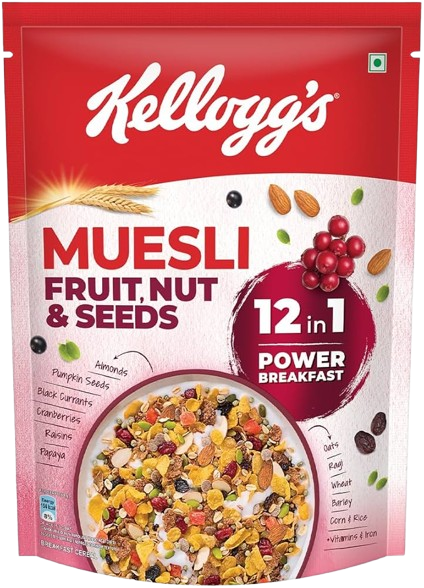 Kellogg's®
MUESLI
FRUIT, NUT
& SEEDS
12 in 1
POWER
BREAKFAST
Almonds
Pumpkin Seeds
Black Currants
Cranberries
Raisins
Papaya
Oats
Ragi
Wheat
Barley
Corn & Rice
+Vitamins & Iron
BREAKFAST CEREAL